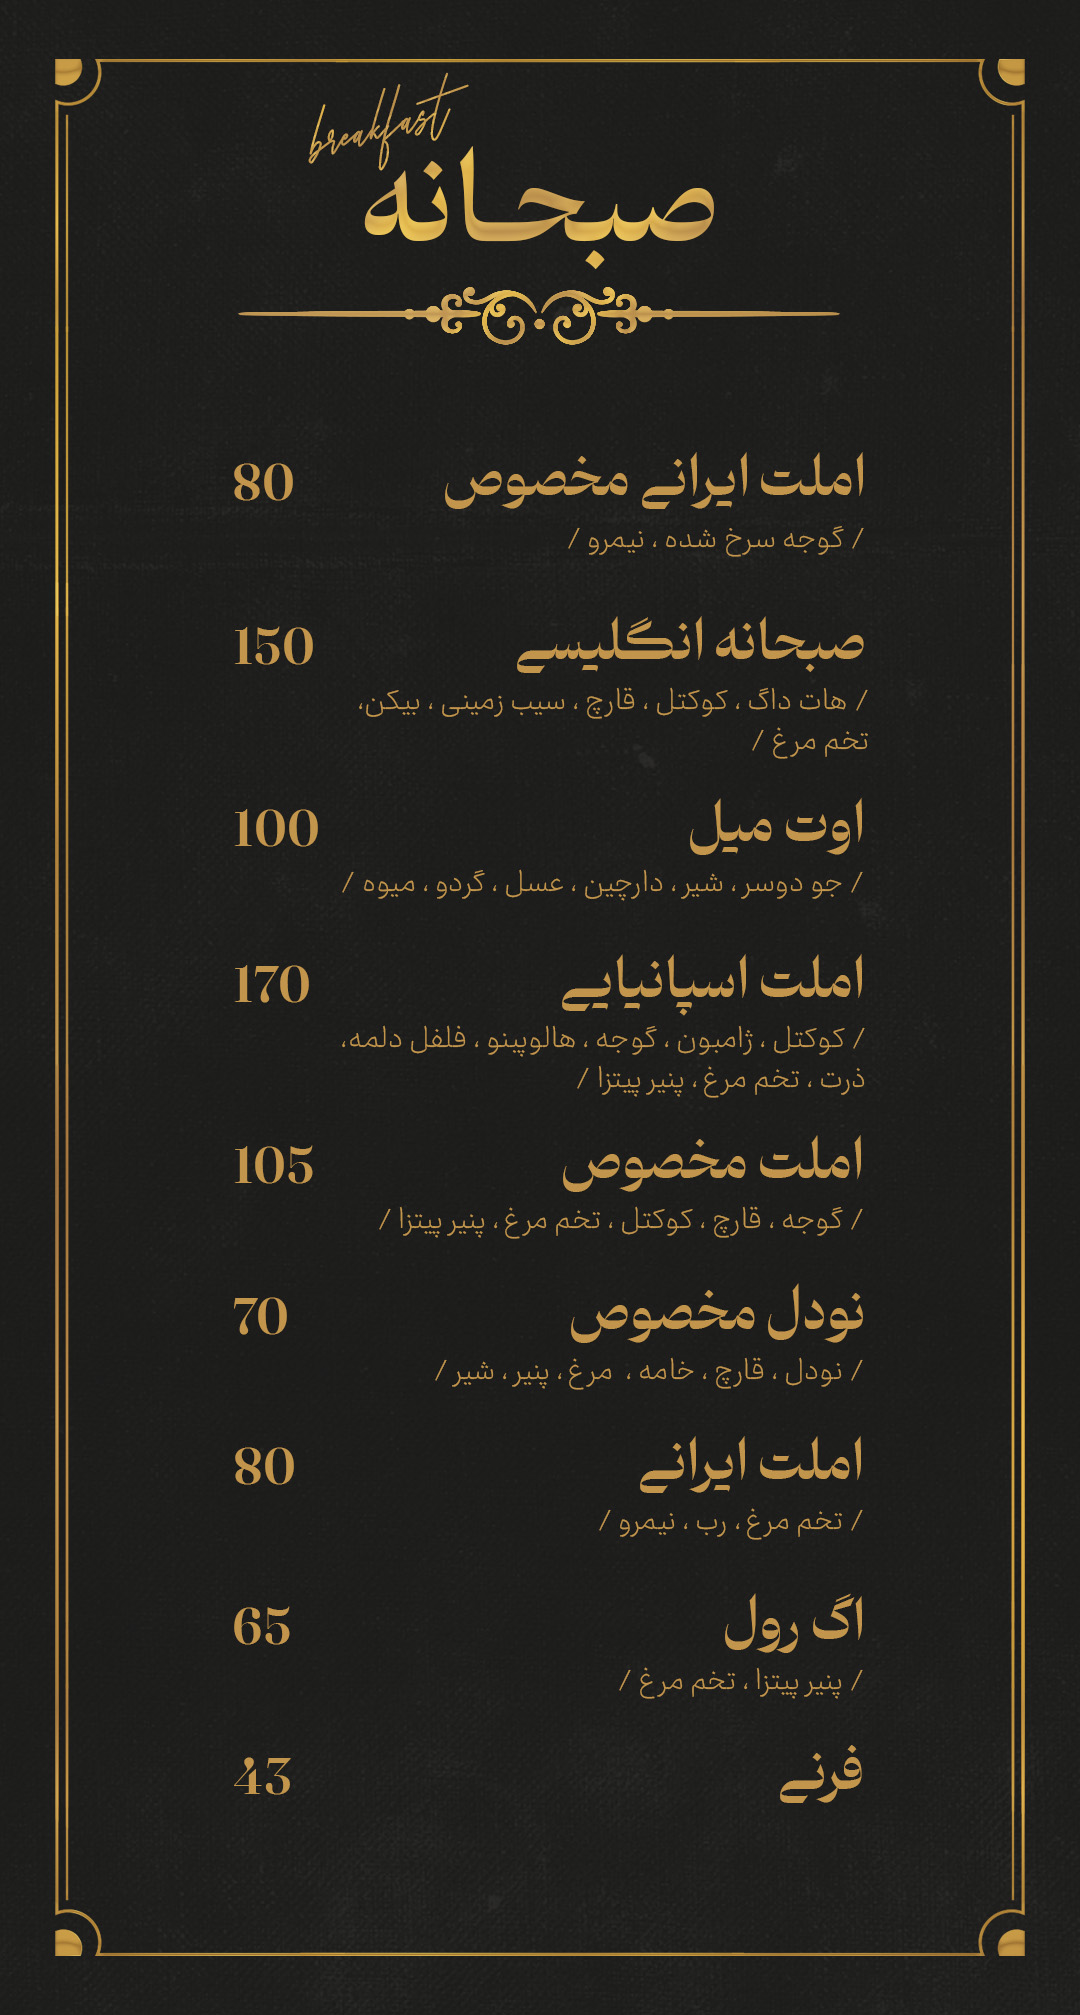 breakfast
صبحانه
املت ایرانی مخصوص 80
/ گوجه سرخ شده ، نیمرو /
صبحانه انگلیسی 150
/ هات داگ ، کوکتل ، قارچ ، سیب زمینی ، بیکن،
تخم مرغ /
اوت میل 100
/ جو دوسر ، شیر ، دارچین ، عسل ، گردو ، میوه /
املت اسپانیایی 170
/ کوکتل ، ژامبون ، گوجه ، هالوپینو ، فلفل دلمه،
ذرت ، تخم مرغ ، پنیر پیتزا /
املت مخصوص 105
/ گوجه ، قارچ ، کوکتل ، تخم مرغ ، پنیر پیتزا /
نودل مخصوص 70
/ نودل ، قارچ ، خامه ، مرغ ، پنیر ، شیر /
املت ایرانی 80
/ تخم مرغ ، رب ، نیمرو /
اگ رول 65
/ پنیر پیتزا ، تخم مرغ /
فرنی 43